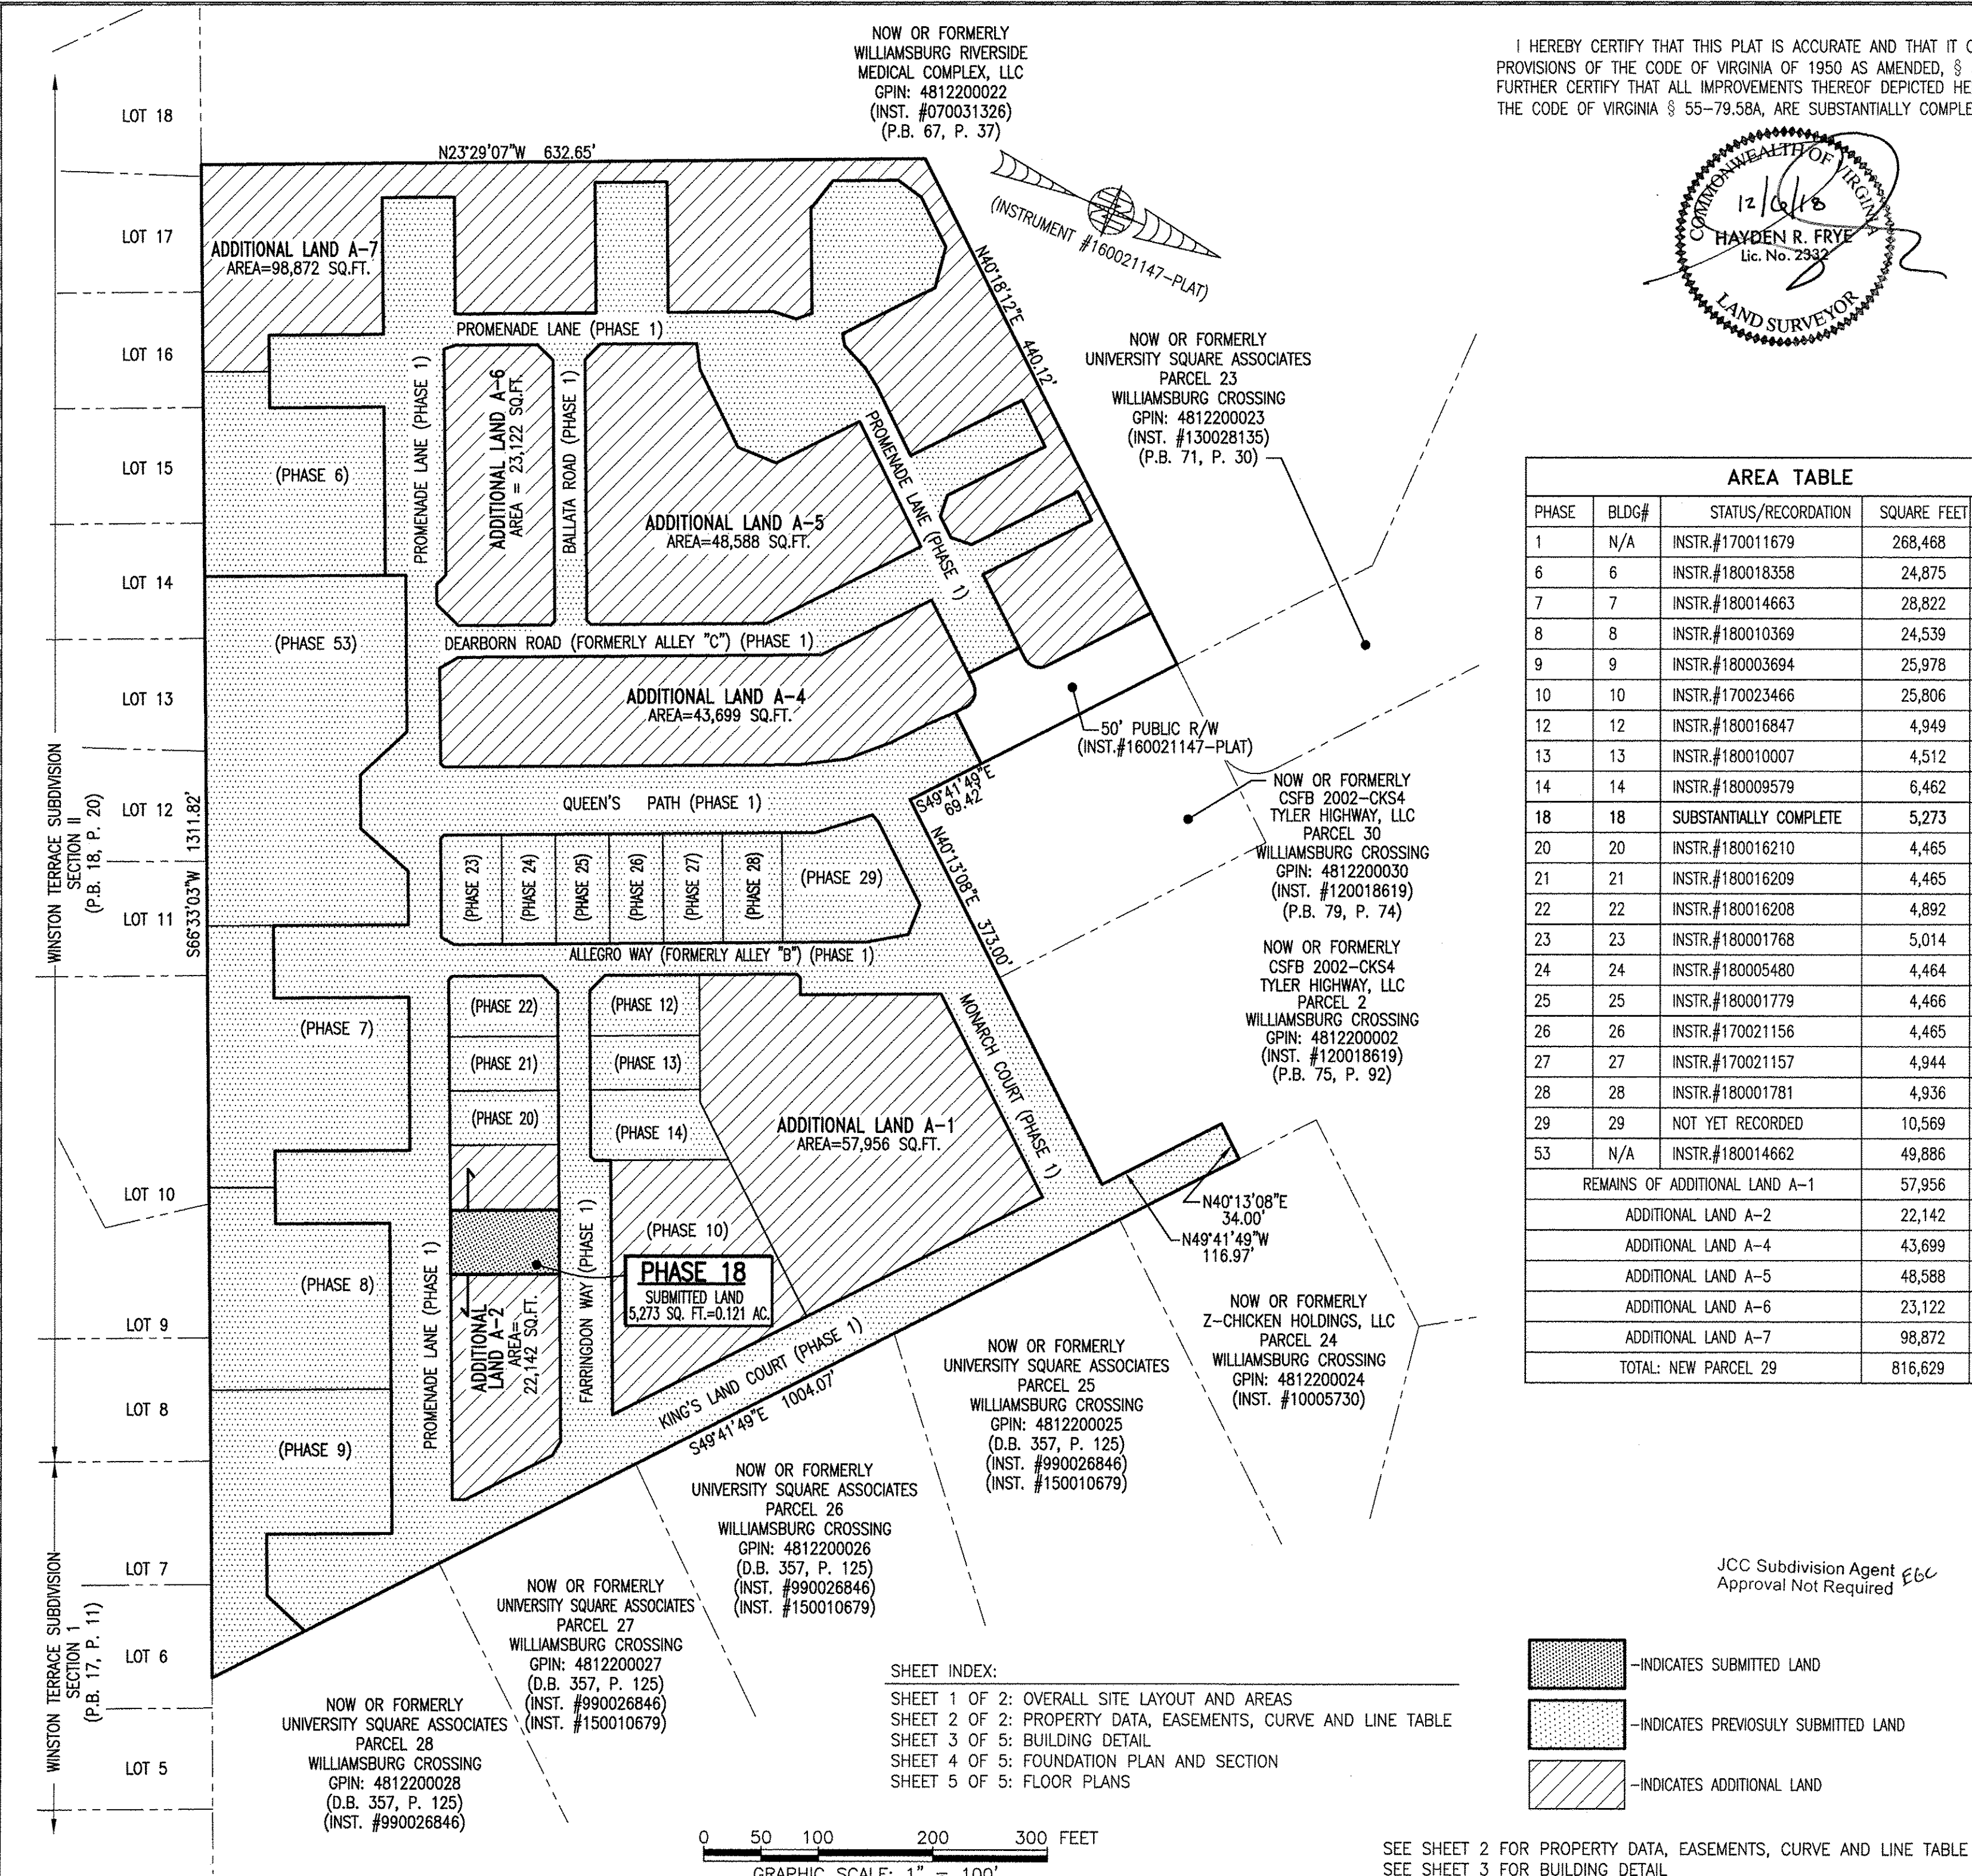 NOW OR FORMERLY
WILLIAMSBURG RIVERSIDE
MEDICAL COMPLEX, LLC
GPIN: 4812200022
(INST. #070031326)
(P.B. 67, P. 37)
I HEREBY CERTIFY THAT THIS PLAT IS ACCURATE AND THAT IT
PROVISIONS OF THE CODE OF VIRGINIA OF 1950 AS AMENDED, §
FURTHER CERTIFY THAT ALL IMPROVEMENTS THEREOF DEPICTED
THE CODE OF VIRGINIA § 55-79.58A, ARE SUBSTANTIALLY
COMMONWEALTH OF VIRGINIA
12/6/18
HAYDEN R. FRYE
Lic. No. 2332
LAND SURVEYOR
(INSTRUMENT #160021147-PLAT)
N23°29'07"W 632.65'
N40°18'12"E 440.12'
LOT 18
LOT 17
LOT 16
LOT 15
LOT 14
LOT 13
LOT 12
LOT 11
LOT 10
LOT 9
LOT 8
LOT 7
LOT 6
LOT 5
WINSTON TERRACE SUBDIVISION
SECTION II
(P.B. 18, P. 20)
S66°33'03"W 1311.82'
WINSTON TERRACE SUBDIVISION
SECTION 1
(P.B. 17, P. 11)
ADDITIONAL LAND A-7
AREA=98,872 SQ.FT.
PROMENADE LANE (PHASE 1)
PROMENADE LANE (PHASE 1)
ADDITIONAL LAND A-6
AREA = 23,122 SQ.FT.
BALLATA ROAD (PHASE 1)
ADDITIONAL LAND A-5
AREA=48,588 SQ.FT.
PROMENADE LANE (PHASE 1)
(PHASE 6)
(PHASE 53)
DEARBORN ROAD (FORMERLY ALLEY "C") (PHASE 1)
ADDITIONAL LAND A-4
AREA=43,699 SQ.FT.
50' PUBLIC R/W
(INST.#160021147-PLAT)
S49°41'49"E
69.42'
QUEEN'S PATH (PHASE 1)
(PHASE 23)
(PHASE 24)
(PHASE 25)
(PHASE 26)
(PHASE 27)
(PHASE 28)
(PHASE 29)
N40°13'08"E 373.00'
ALLEGRO WAY (FORMERLY ALLEY "B") (PHASE 1)
(PHASE 7)
(PHASE 22)
(PHASE 21)
(PHASE 20)
(PHASE 12)
(PHASE 13)
(PHASE 14)
ADDITIONAL LAND A-1
AREA=57,956 SQ.FT.
MONARCH COURT (PHASE 1)
N40°13'08"E
34.00'
N49°41'49"W
116.97'
(PHASE 10)
PHASE 18
SUBMITTED LAND
5,273 SQ. FT.=0.121 AC.
(PHASE 8)
(PHASE 9)
PROMENADE LANE (PHASE 1)
ADDITIONAL
LAND A-2
AREA=
22,142 SQ.FT.
FARRINGDON WAY (PHASE 1)
KING'S LAND COURT (PHASE 1)
S49°41'49"E 1004.07'
NOW OR FORMERLY
UNIVERSITY SQUARE ASSOCIATES
PARCEL 23
WILLIAMSBURG CROSSING
GPIN: 4812200023
(INST. #130028135)
(P.B. 71, P. 30)
NOW OR FORMERLY
CSFB 2002-CKS4
TYLER HIGHWAY, LLC
PARCEL 30
WILLIAMSBURG CROSSING
GPIN: 4812200030
(INST. #120018619)
(P.B. 79, P. 74)
NOW OR FORMERLY
CSFB 2002-CKS4
TYLER HIGHWAY, LLC
PARCEL 2
WILLIAMSBURG CROSSING
GPIN: 4812200002
(INST. #120018619)
(P.B. 75, P. 92)
NOW OR FORMERLY
Z-CHICKEN HOLDINGS, LLC
PARCEL 24
WILLIAMSBURG CROSSING
GPIN: 4812200024
(INST. #10005730)
NOW OR FORMERLY
UNIVERSITY SQUARE ASSOCIATES
PARCEL 25
WILLIAMSBURG CROSSING
GPIN: 4812200025
(D.B. 357, P. 125)
(INST. #990026846)
(INST. #150010679)
NOW OR FORMERLY
UNIVERSITY SQUARE ASSOCIATES
PARCEL 26
WILLIAMSBURG CROSSING
GPIN: 4812200026
(D.B. 357, P. 125)
(INST. #990026846)
(INST. #150010679)
NOW OR FORMERLY
UNIVERSITY SQUARE ASSOCIATES
PARCEL 27
WILLIAMSBURG CROSSING
GPIN: 4812200027
(D.B. 357, P. 125)
(INST. #990026846)
(INST. #150010679)
NOW OR FORMERLY
UNIVERSITY SQUARE ASSOCIATES
PARCEL 28
WILLIAMSBURG CROSSING
GPIN: 4812200028
(D.B. 357, P. 125)
(INST. #990026846)
AREA TABLE
PHASE BLDG# STATUS/RECORDATION SQUARE FEET
1 N/A INSTR.#170011679 268,468
6 6 INSTR.#180018358 24,875
7 7 INSTR.#180014663 28,822
8 8 INSTR.#180010369 24,539
9 9 INSTR.#180003694 25,978
10 10 INSTR.#170023466 25,806
12 12 INSTR.#180016847 4,949
13 13 INSTR.#180010007 4,512
14 14 INSTR.#180009579 6,462
18 18 SUBSTANTIALLY COMPLETE 5,273
20 20 INSTR.#180016210 4,465
21 21 INSTR.#180016209 4,465
22 22 INSTR.#180016208 4,892
23 23 INSTR.#180001768 5,014
24 24 INSTR.#180005480 4,464
25 25 INSTR.#180001779 4,466
26 26 INSTR.#170021156 4,465
27 27 INSTR.#170021157 4,944
28 28 INSTR.#180001781 4,936
29 29 NOT YET RECORDED 10,569
53 N/A INSTR.#180014662 49,886
REMAINS OF ADDITIONAL LAND A-1 57,956
ADDITIONAL LAND A-2 22,142
ADDITIONAL LAND A-4 43,699
ADDITIONAL LAND A-5 48,588
ADDITIONAL LAND A-6 23,122
ADDITIONAL LAND A-7 98,872
TOTAL: NEW PARCEL 29 816,629
JCC Subdivision Agent
Approval Not Required EGC
-INDICATES SUBMITTED LAND
-INDICATES PREVIOSULY SUBMITTED LAND
-INDICATES ADDITIONAL LAND
SHEET INDEX:
SHEET 1 OF 2: OVERALL SITE LAYOUT AND AREAS
SHEET 2 OF 2: PROPERTY DATA, EASEMENTS, CURVE AND LINE TABLE
SHEET 3 OF 5: BUILDING DETAIL
SHEET 4 OF 5: FOUNDATION PLAN AND SECTION
SHEET 5 OF 5: FLOOR PLANS
0 50 100 200 300 FEET
GRAPHIC SCALE: 1" = 100'
SEE SHEET 2 FOR PROPERTY DATA, EASEMENTS, CURVE AND LINE TABLE
SEE SHEET 3 FOR BUILDING DETAIL